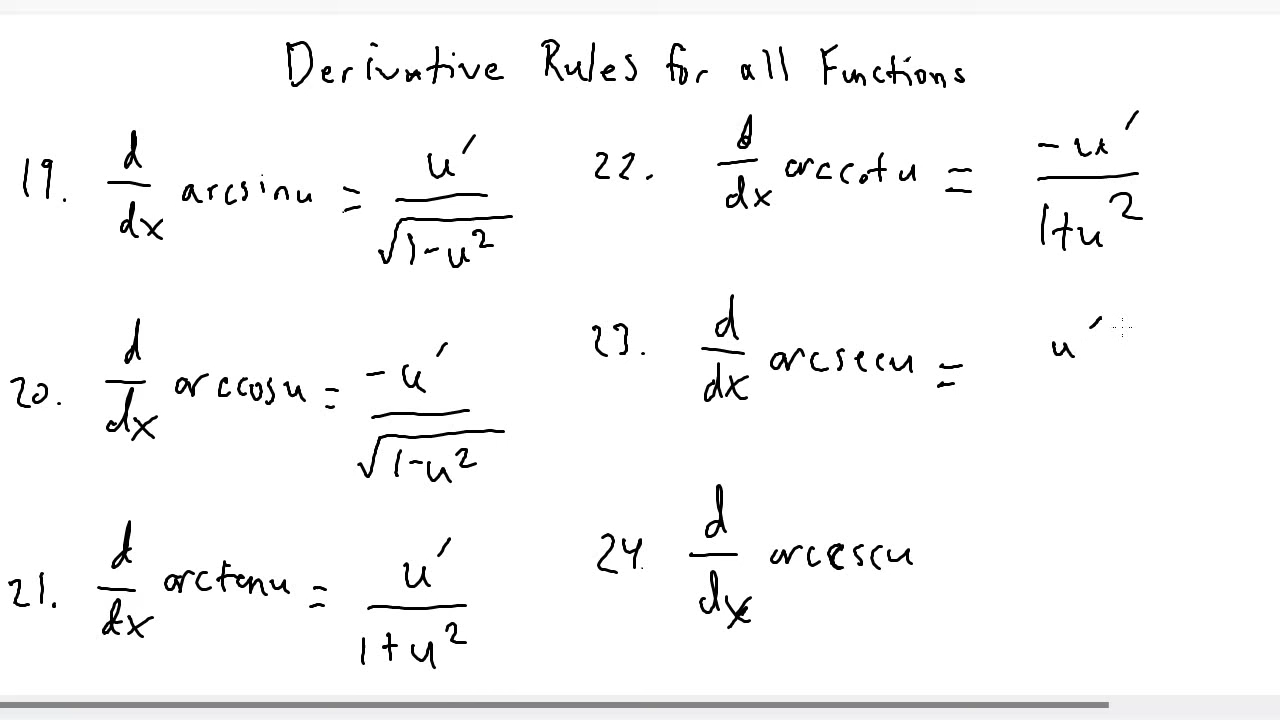 Derivative Rules for all Functions
19. d/dx arcsinu = u′/√(1-u²)
20. d/dx arccosu = -u′/√(1-u²)
21. d/dx arctanu = u′/(1+u²)
22. d/dx arccotu = -u′/(1+u²)
23. d/dx arcsecu = u′
24. d/dx arccscu